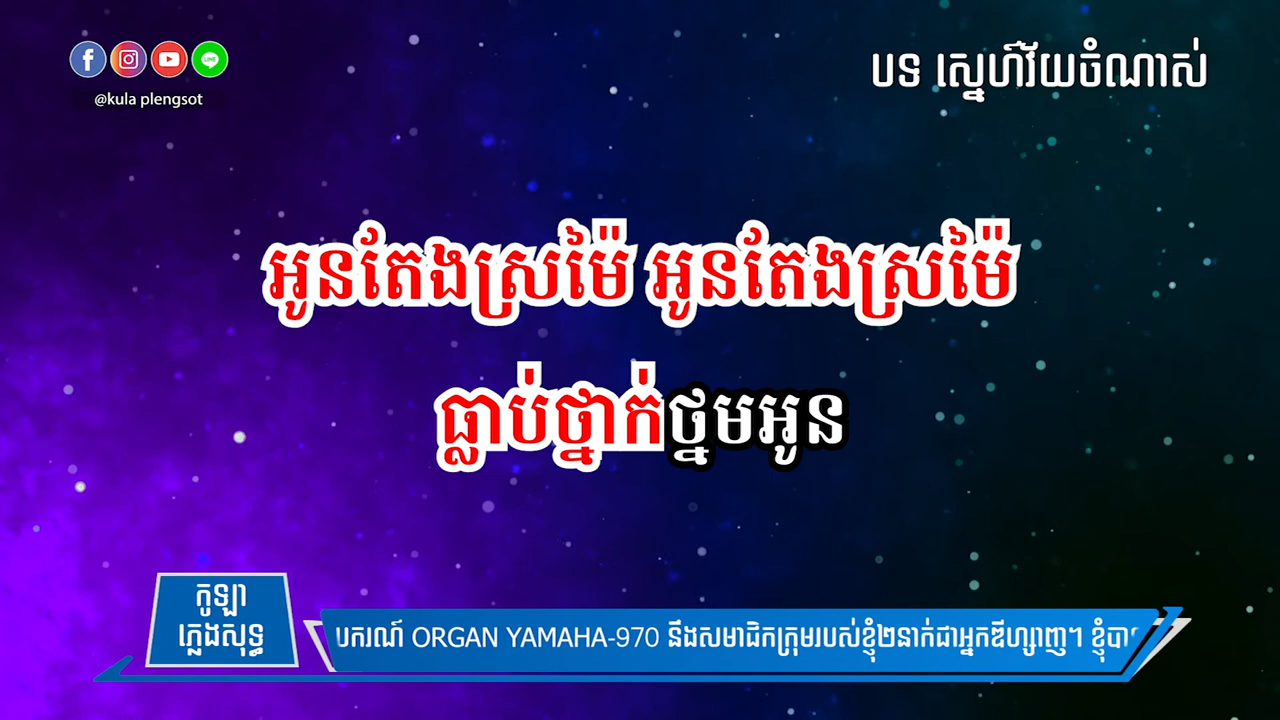 @kula plengsot
បទ ស្នេហ៍វ័យចំណាស់
អូនតែងស្រម៉ៃ អូនតែងស្រម៉ៃ
ធ្លាប់ថ្នាក់ថ្នមអូន
កូឡា
ភ្លេងសុទ្ធ
បករណ៍ ORGAN YAMAHA-970 នឹងសមាជិកក្រុមរបស់ខ្ញុំ២នាក់ជាអ្នកឌីហ្សាញ។ ខ្ញុំបា